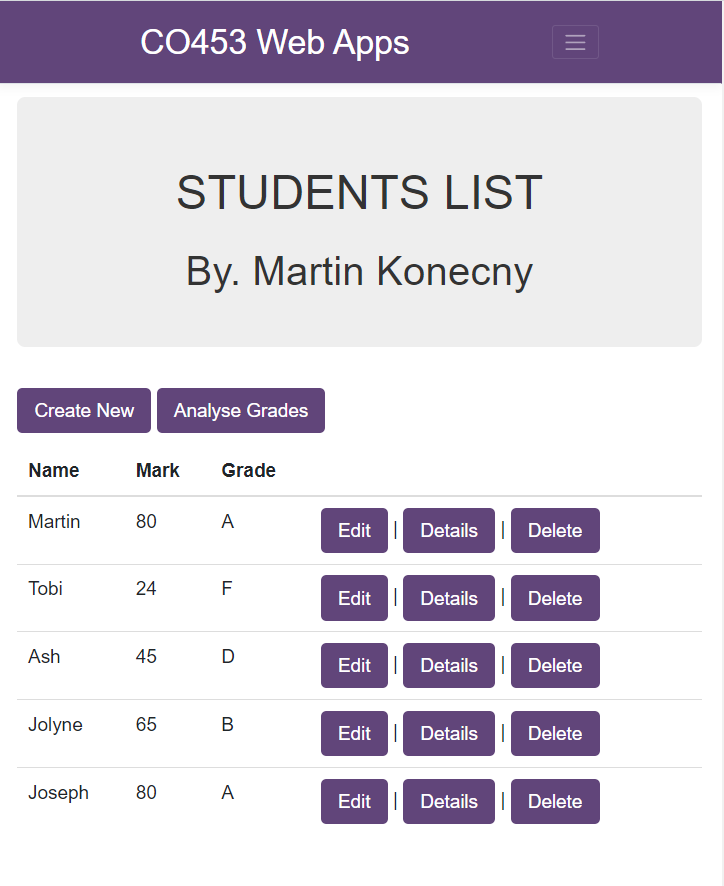 CO453 Web Apps
STUDENTS LIST
By. Martin Konecny
Create New Analyse Grades
Name Mark Grade
Martin 80 A Edit | Details | Delete
Tobi 24 F Edit | Details | Delete
Ash 45 D Edit | Details | Delete
Jolyne 65 B Edit | Details | Delete
Joseph 80 A Edit | Details | Delete